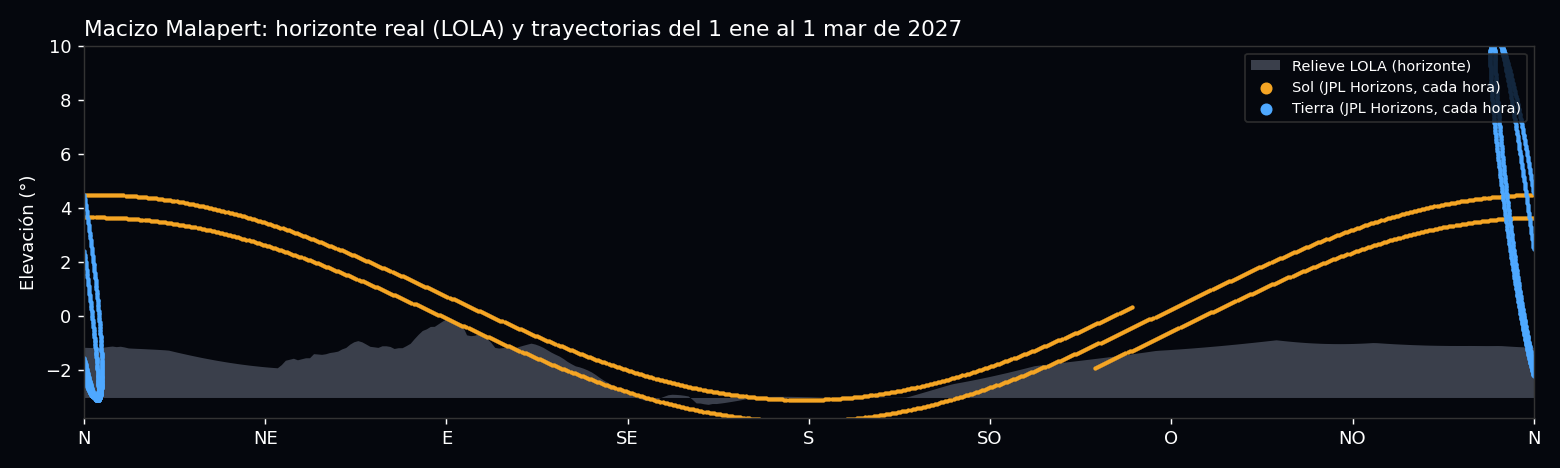 Macizo Malapert: horizonte real (LOLA) y trayectorias del 1 ene al 1 mar de 2027
Relieve LOLA (horizonte)
Sol (JPL Horizons, cada hora)
Tierra (JPL Horizons, cada hora)
Elevación (°)
10
8
6
4
2
0
−2
N
NE
E
SE
S
SO
O
NO
N